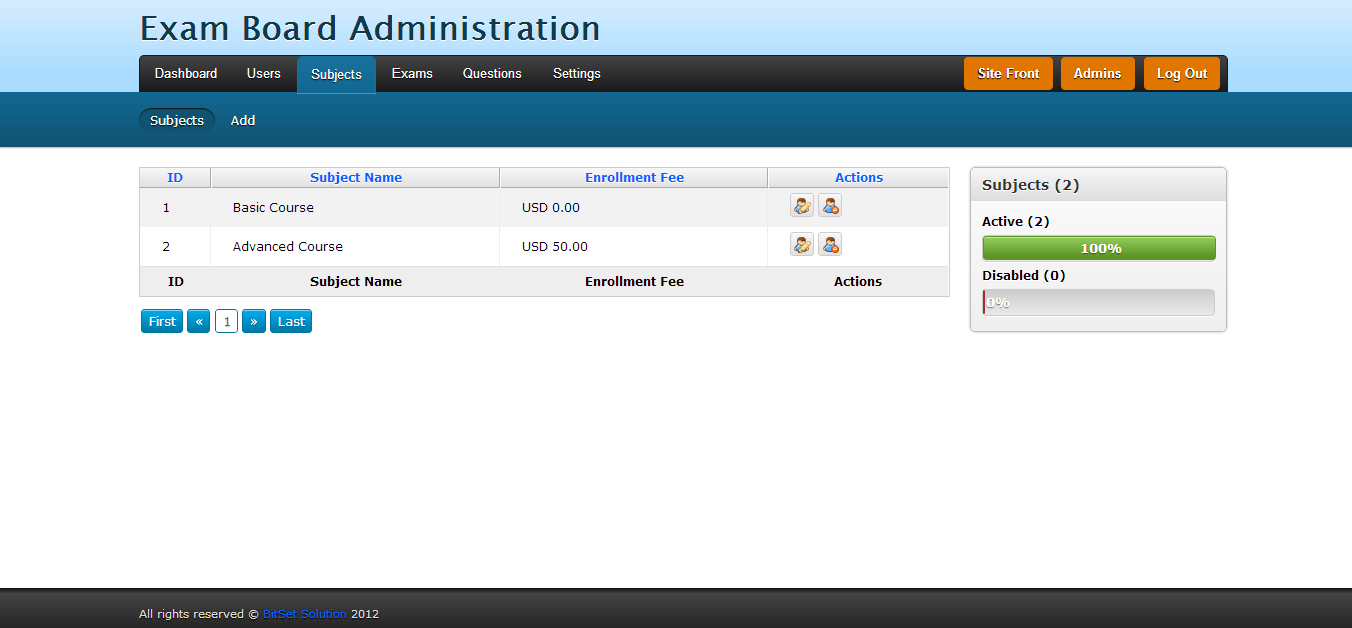 Exam Board Administration
Dashboard Users Subjects Exams Questions Settings Site Front Admins Log Out
Subjects Add
ID Subject Name Enrollment Fee Actions
1 Basic Course USD 0.00
2 Advanced Course USD 50.00
ID Subject Name Enrollment Fee Actions
First « 1 » Last
Subjects (2)
Active (2)
100%
Disabled (0)
0%
All rights reserved © BitSet Solution 2012